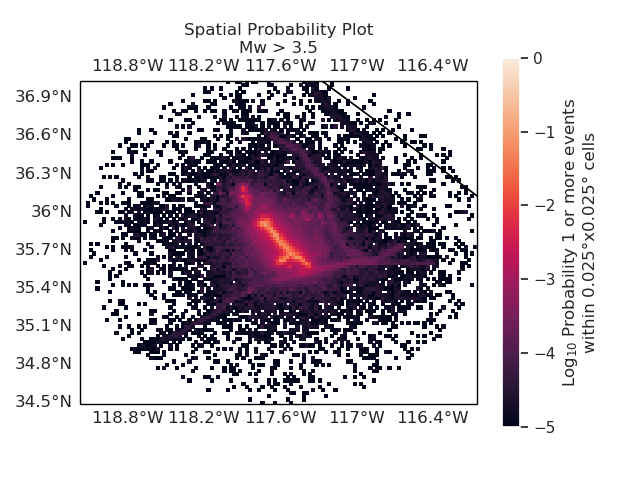 Spatial Probability Plot
Mw > 3.5
118.8°W 118.2°W 117.6°W 117°W 116.4°W
36.9°N
36.6°N
36.3°N
36°N
35.7°N
35.4°N
35.1°N
34.8°N
34.5°N
118.8°W 118.2°W 117.6°W 117°W 116.4°W
0
−1
−2
−3
−4
−5
Log₁₀ Probability 1 or more events
within 0.025°x0.025° cells